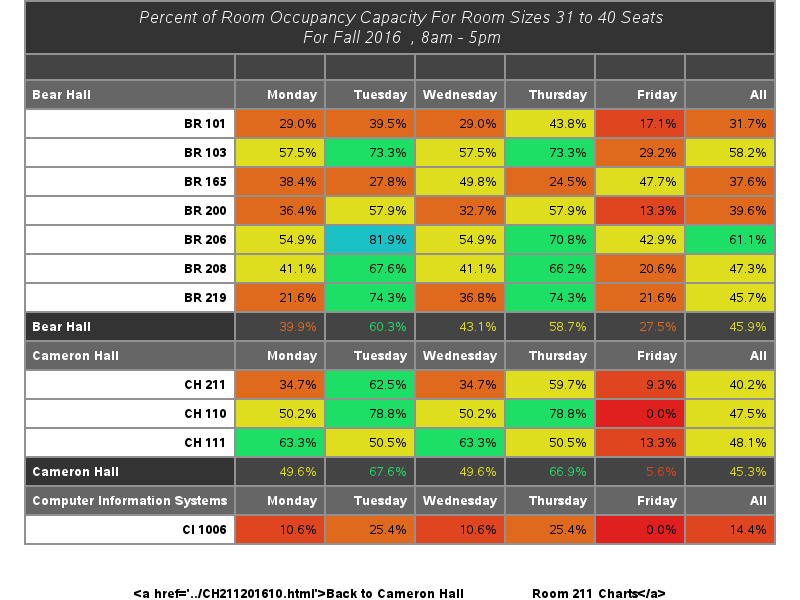 Percent of Room Occupancy Capacity For Room Sizes 31 to 40 Seats
For Fall 2016 , 8am - 5pm
Bear Hall Monday Tuesday Wednesday Thursday Friday All
BR 101 29.0% 39.5% 29.0% 43.8% 17.1% 31.7%
BR 103 57.5% 73.3% 57.5% 73.3% 29.2% 58.2%
BR 165 38.4% 27.8% 49.8% 24.5% 47.7% 37.6%
BR 200 36.4% 57.9% 32.7% 57.9% 13.3% 39.6%
BR 206 54.9% 81.9% 54.9% 70.8% 42.9% 61.1%
BR 208 41.1% 67.6% 41.1% 66.2% 20.6% 47.3%
BR 219 21.6% 74.3% 36.8% 74.3% 21.6% 45.7%
Bear Hall 39.9% 60.3% 43.1% 58.7% 27.5% 45.9%
Cameron Hall Monday Tuesday Wednesday Thursday Friday All
CH 211 34.7% 62.5% 34.7% 59.7% 9.3% 40.2%
CH 110 50.2% 78.8% 50.2% 78.8% 0.0% 47.5%
CH 111 63.3% 50.5% 63.3% 50.5% 13.3% 48.1%
Cameron Hall 49.6% 67.6% 49.6% 66.9% 5.6% 45.3%
Computer Information Systems Monday Tuesday Wednesday Thursday Friday All
CI 1006 10.6% 25.4% 10.6% 25.4% 0.0% 14.4%
<a href='../CH211201610.html'>Back to Cameron Hall Room 211 Charts</a>